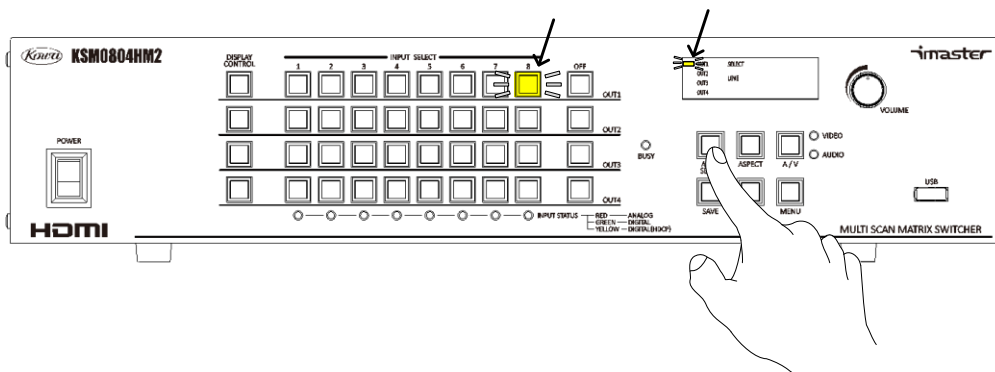 Kowa KSM0804HM2
imaster
DISPLAY
CONTROL
INPUT SELECT
1 2 3 4 5 6 7 8 OFF
OUT1
OUT2
OUT3
OUT4
SELECT
OUT2
LINE
OUT3
OUT4
VOLUME
POWER
BUSY
ASPECT
A/V
VIDEO
AUDIO
SAVE
MENU
USB
INPUT STATUS
RED ANALOG
GREEN DIGITAL
YELLOW DIGITAL(HDCP)
HDMI
MULTI SCAN MATRIX SWITCHER